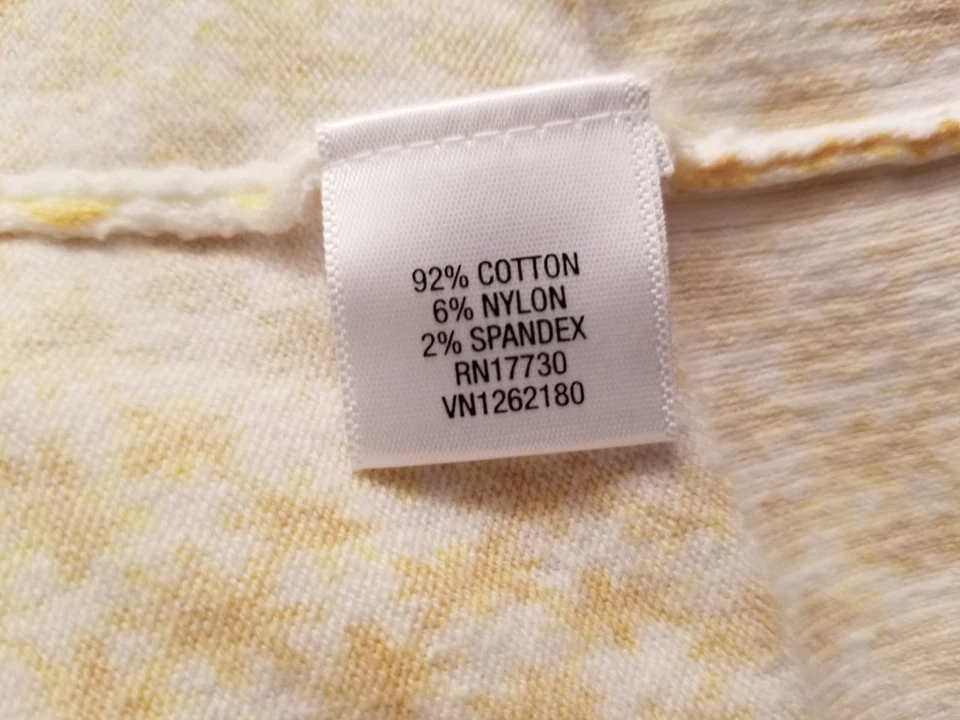 92% COTTON
6% NYLON
2% SPANDEX
RN17730
VN1262180